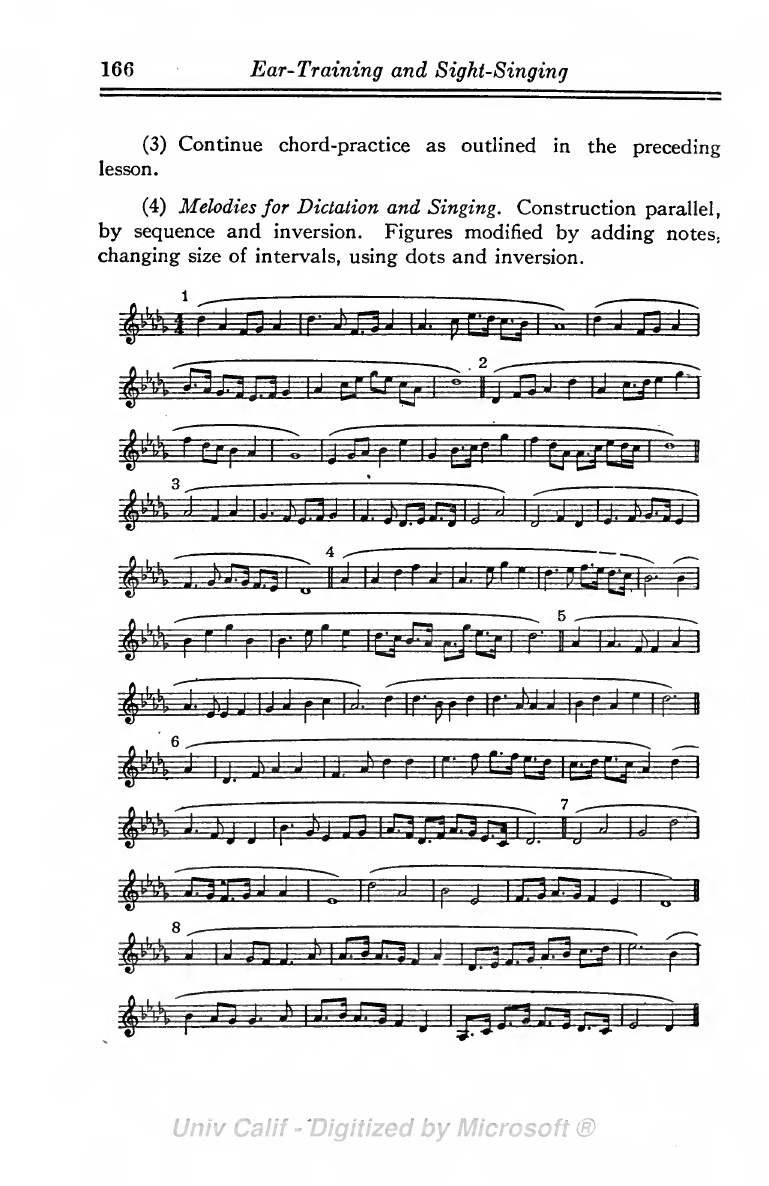 166 Ear-Training and Sight-Singing
(3) Continue chord-practice as outlined in the preceding
lesson.
(4) Melodies for Dictation and Singing. Construction parallel,
by sequence and inversion. Figures modified by adding notes,
changing size of intervals, using dots and inversion.
1
2
3
4
5
6
7
8
Univ Calif - Digitized by Microsoft ®